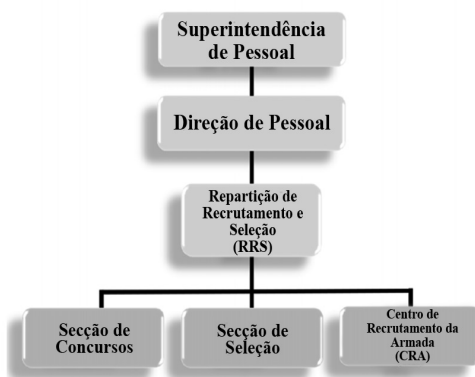 Superintendência
de Pessoal
Direção de Pessoal
Repartição de
Recrutamento e
Seleção
(RRS)
Secção de
Concursos
Secção de
Seleção
Centro de
Recrutamento da
Armada
(CRA)